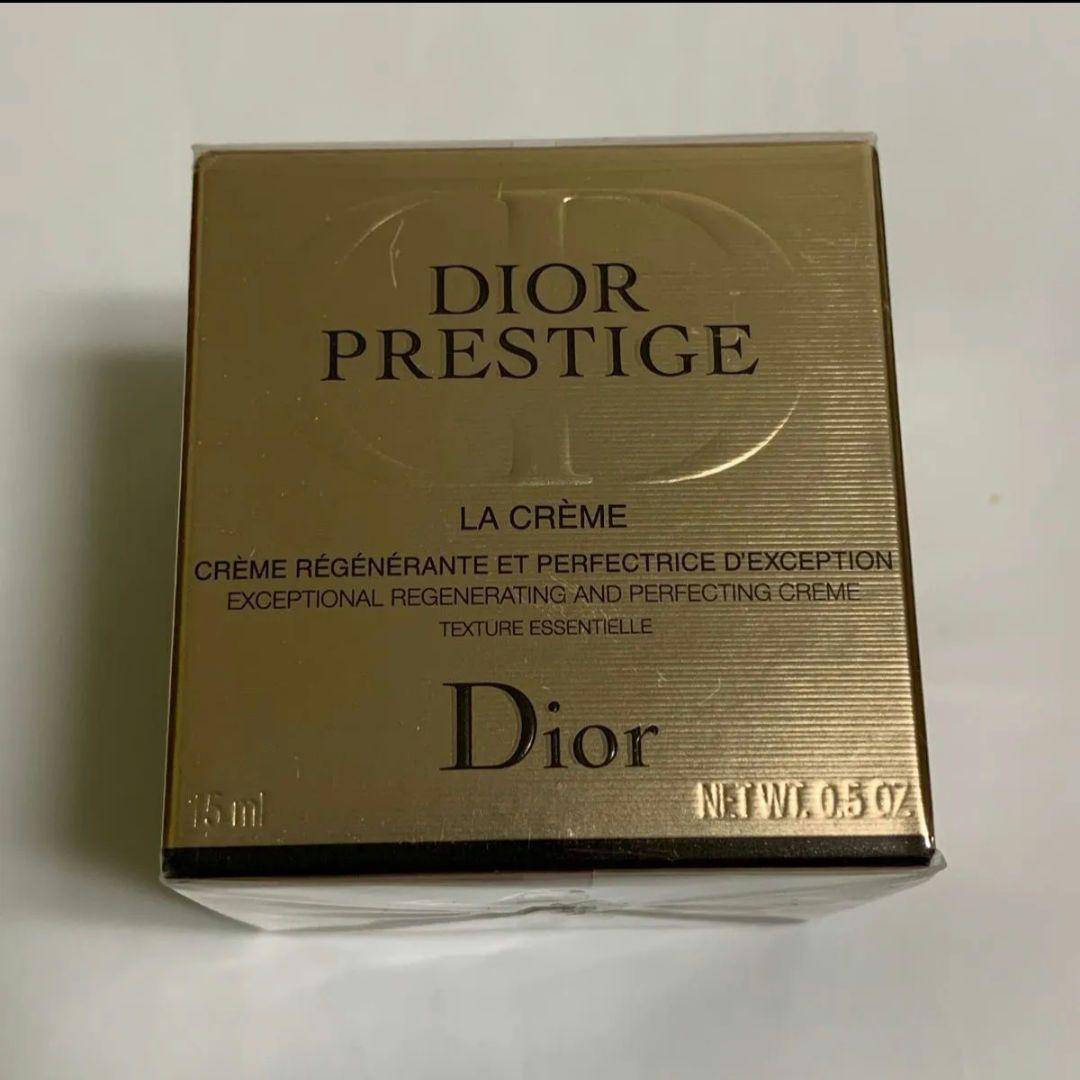 DIOR
PRESTIGE
LA CRÈME
CRÈME RÉGÉNÉRANTE ET PERFECTRICE D'EXCEPTION
EXCEPTIONAL REGENERATING AND PERFECTING CREME
TEXTURE ESSENTIELLE
Dior
15 ml
NET WT. 0.5 OZ.